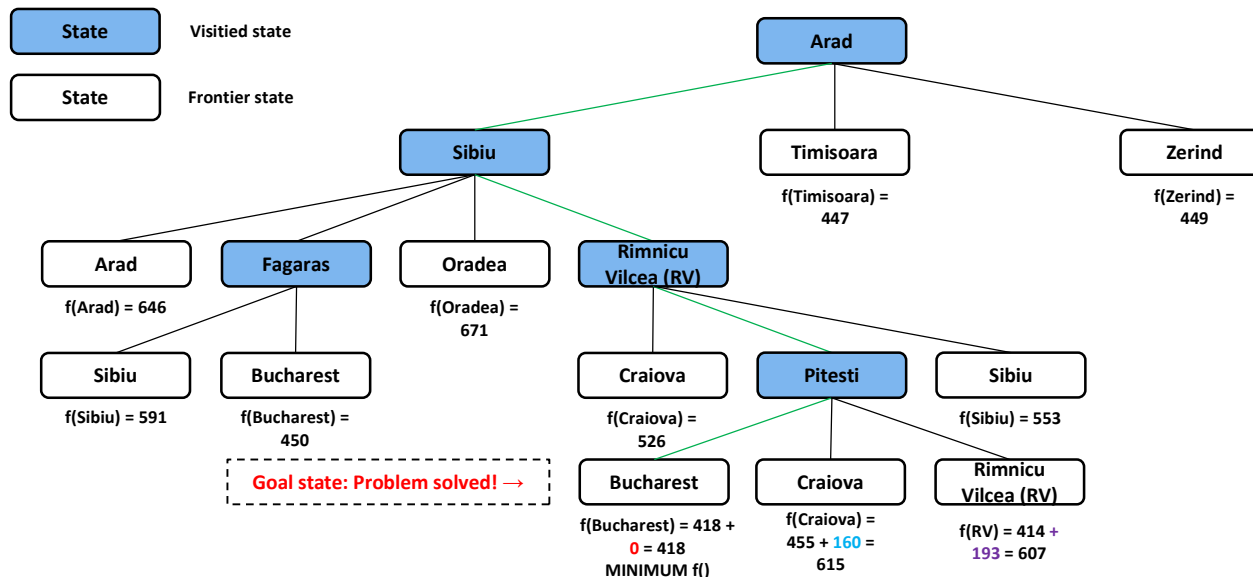 State
Visitied state
Arad
State
Frontier state
Sibiu
Timisoara
Zerind
f(Timisoara) =
447
f(Zerind) =
449
Arad
Fagaras
Oradea
Rimnicu
Vilcea (RV)
f(Arad) = 646
f(Oradea) =
671
Sibiu
Bucharest
Craiova
Pitesti
Sibiu
f(Sibiu) = 591
f(Bucharest) =
450
f(Craiova) =
526
f(Sibiu) = 553
Goal state: Problem solved! →
Bucharest
Craiova
Rimnicu
Vilcea (RV)
f(Bucharest) = 418 +
0 = 418
MINIMUM f()
f(Craiova) =
455 + 160 =
615
f(RV) = 414 +
193 = 607